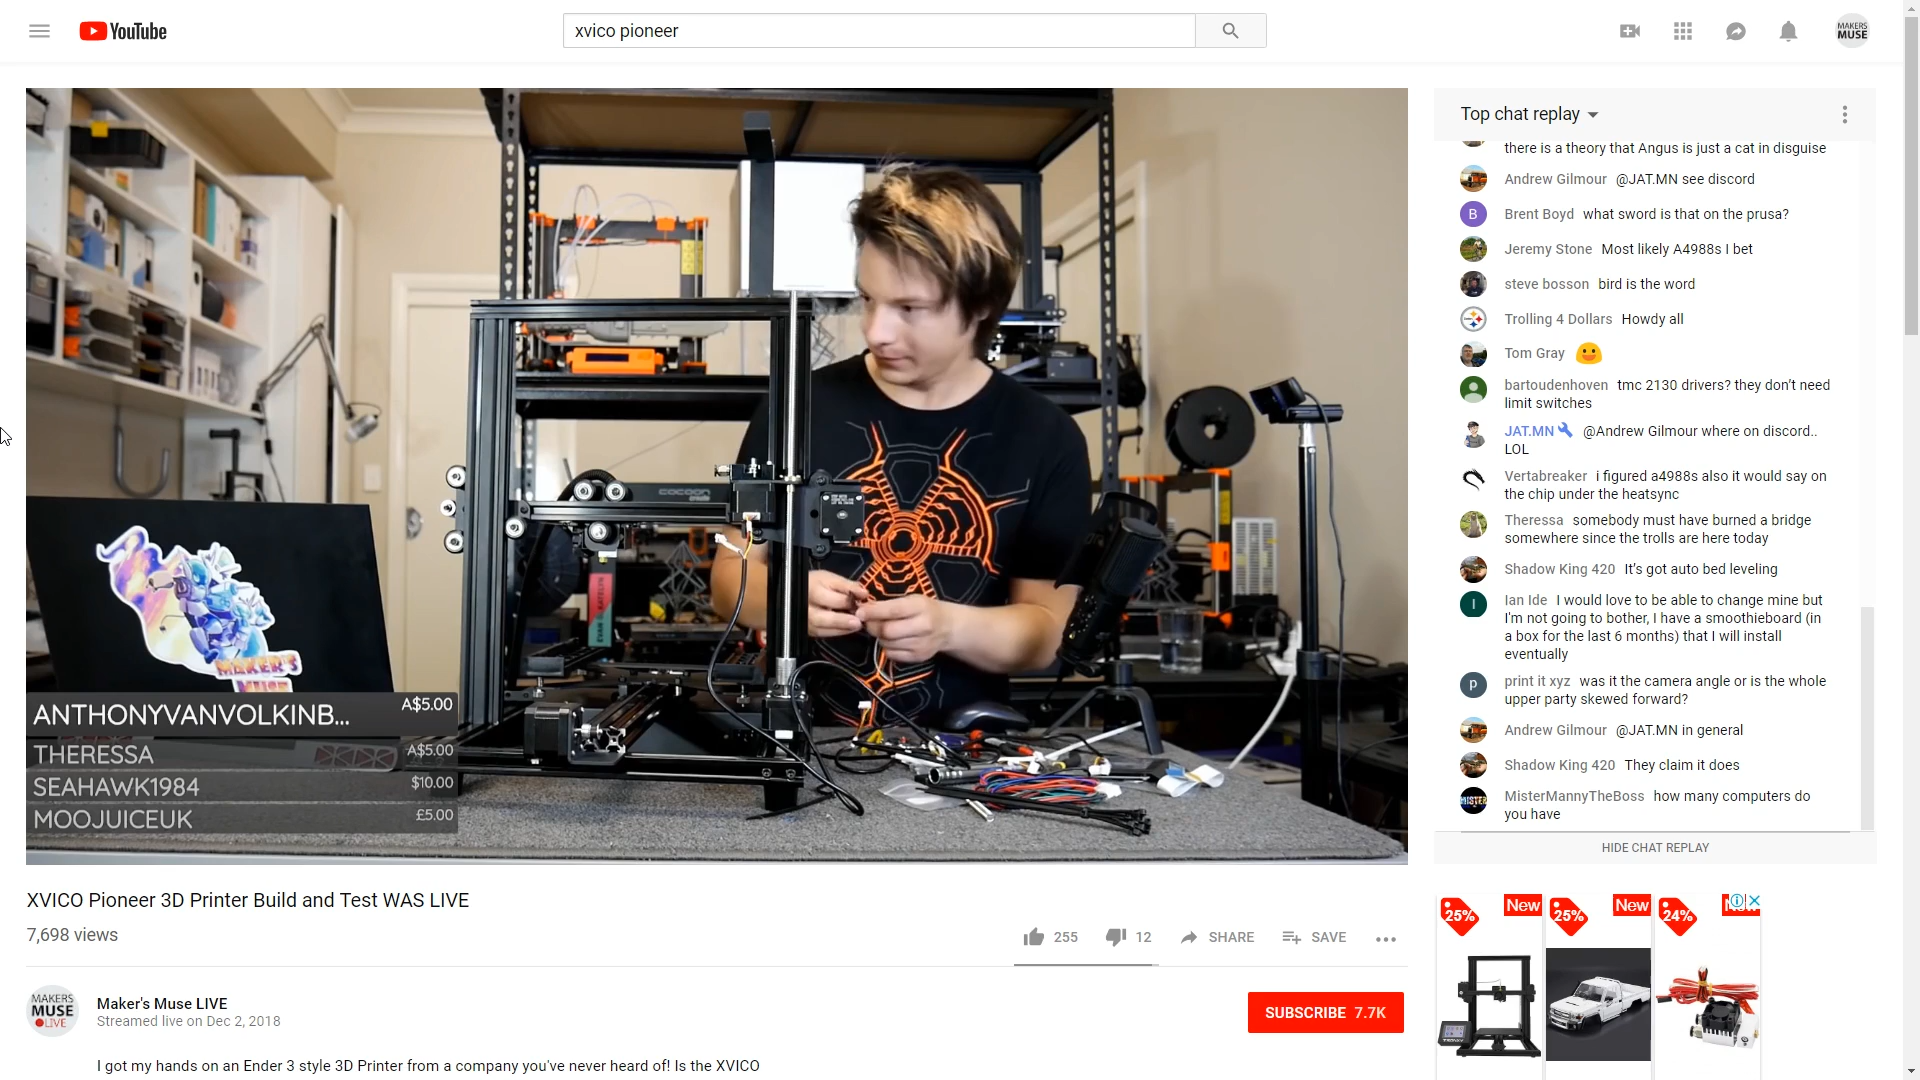 YouTube
xvico pioneer
MAKERS
MUSE
Top chat replay
there is a theory that Angus is just a cat in disguise
Andrew Gilmour @JAT.MN see discord
B
Brent Boyd what sword is that on the prusa?
Jeremy Stone Most likely A4988s I bet
steve bosson bird is the word
Trolling 4 Dollars Howdy all
Tom Gray
bartoudenhoven tmc 2130 drivers? they don't need
limit switches
JAT.MN @Andrew Gilmour where on discord..
LOL
Vertabreaker i figured a4988s also it would say on
the chip under the heatsync
Theressa somebody must have burned a bridge
somewhere since the trolls are here today
Shadow King 420 It's got auto bed leveling
I
Ian Ide I would love to be able to change mine but
I'm not going to bother, I have a smoothieboard (in
a box for the last 6 months) that I will install
eventually
p
print it xyz was it the camera angle or is the whole
upper party skewed forward?
Andrew Gilmour @JAT.MN in general
Shadow King 420 They claim it does
MISTER
MisterMannyTheBoss how many computers do
you have
HIDE CHAT REPLAY
cocoon
EVAN KATELYN
MAKER'S
MUSE
ANTHONYVANVOLKINB... A$5.00
THERESSA A$5.00
SEAHAWK1984 $10.00
MOOJUICEUK £5.00
XVICO Pioneer 3D Printer Build and Test WAS LIVE
7,698 views
255
12
SHARE
SAVE
MAKERS
MUSE
LIVE
Maker's Muse LIVE
Streamed live on Dec 2, 2018
SUBSCRIBE 7.7K
I got my hands on an Ender 3 style 3D Printer from a company you've never heard of! Is the XVICO
25%
New
25%
New
24%